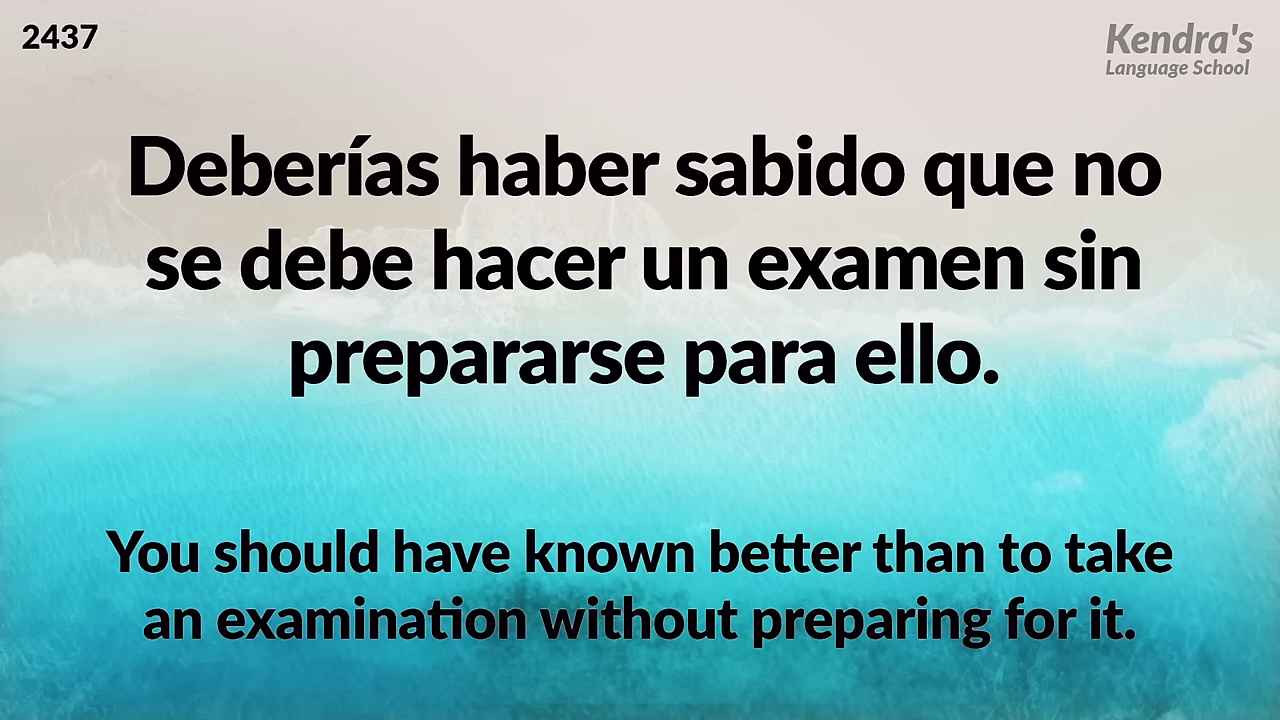 2437
Kendra's
Language School
Deberías haber sabido que no
se debe hacer un examen sin
prepararse para ello.
You should have known better than to take
an examination without preparing for it.